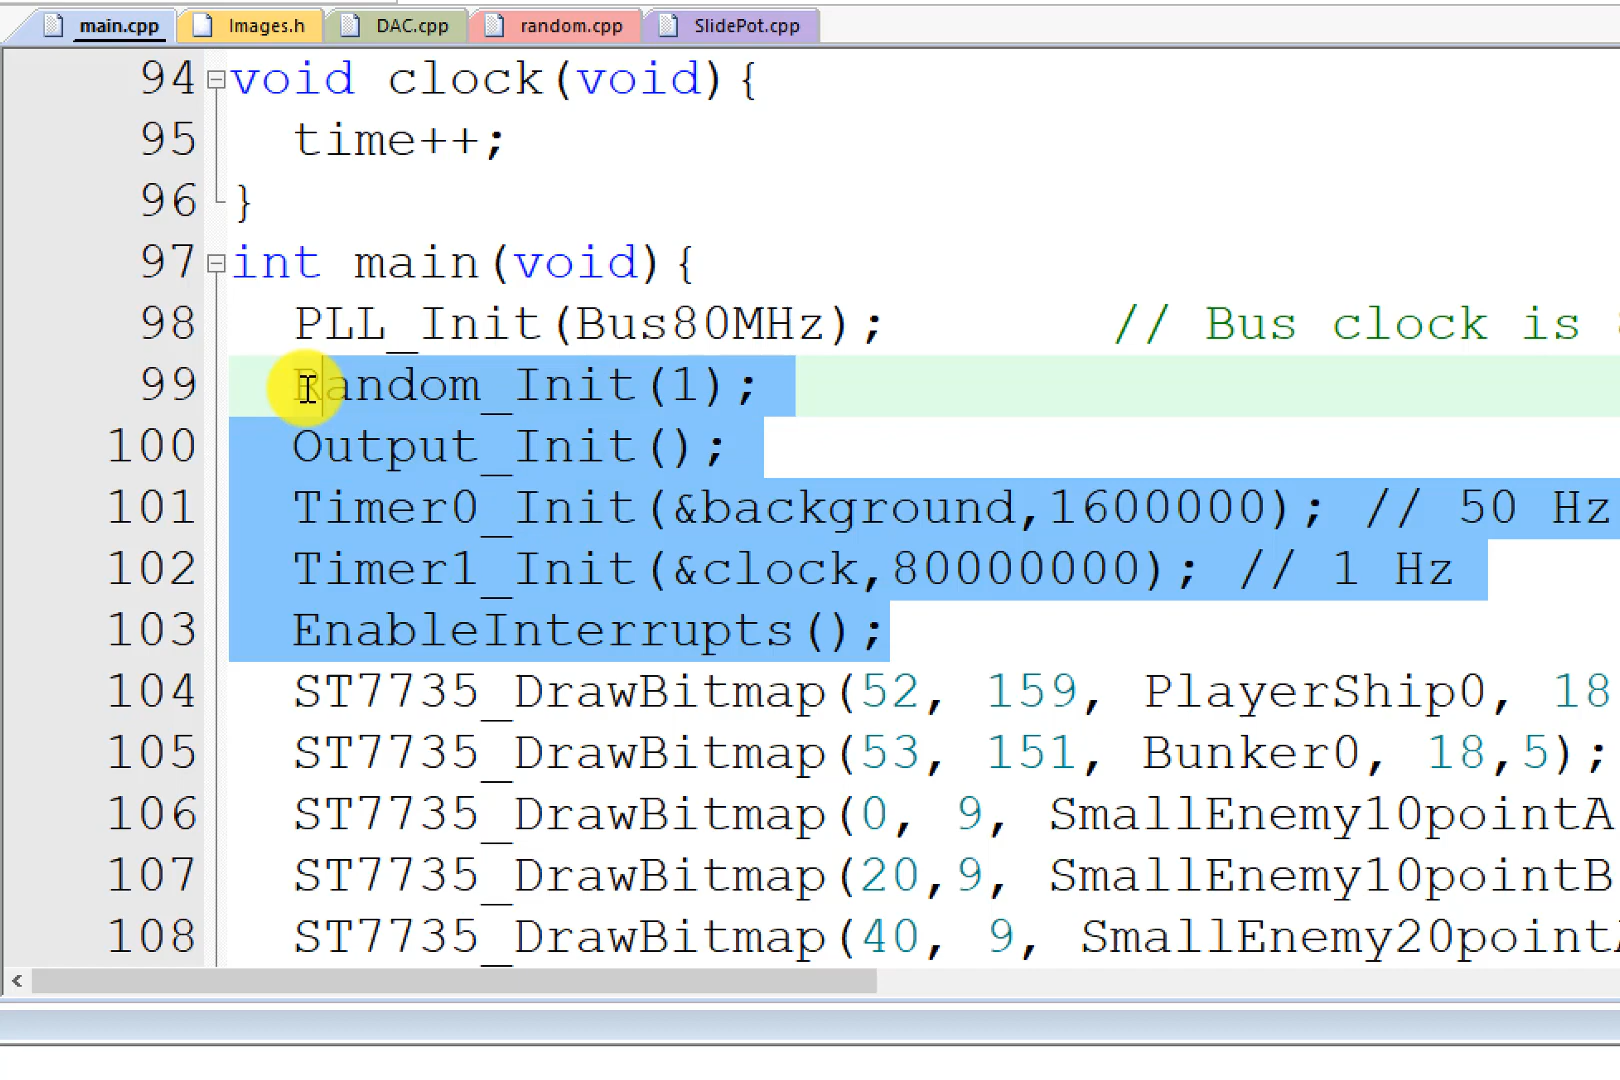 main.cpp Images.h DAC.cpp random.cpp SlidePot.cpp
94 void clock(void){
95 time++;
96 }
97 int main(void){
98 PLL_Init(Bus80MHz); // Bus clock is
99 Random_Init(1);
100 Output_Init();
101 Timer0_Init(&background,1600000); // 50 Hz
102 Timer1_Init(&clock,80000000); // 1 Hz
103 EnableInterrupts();
104 ST7735_DrawBitmap(52, 159, PlayerShip0, 18
105 ST7735_DrawBitmap(53, 151, Bunker0, 18,5);
106 ST7735_DrawBitmap(0, 9, SmallEnemy10pointA
107 ST7735_DrawBitmap(20,9, SmallEnemy10pointB
108 ST7735_DrawBitmap(40, 9, SmallEnemy20pointA